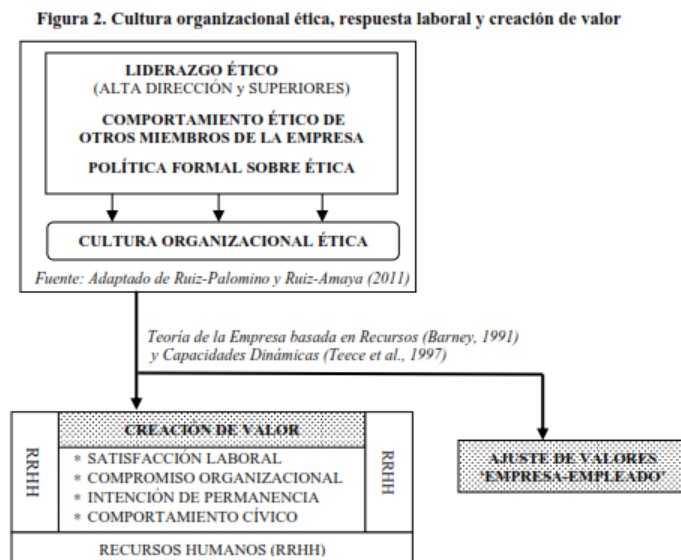 Figura 2. Cultura organizacional ética, respuesta laboral y creación de valor
LIDERAZGO ÉTICO
(ALTA DIRECCIÓN y SUPERIORES)
COMPORTAMIENTO ÉTICO DE
OTROS MIEMBROS DE LA EMPRESA
POLÍTICA FORMAL SOBRE ÉTICA
CULTURA ORGANIZACIONAL ÉTICA
Fuente: Adaptado de Ruiz-Palomino y Ruiz-Amaya (2011)
Teoría de la Empresa basada en Recursos (Barney, 1991)
y Capacidades Dinámicas (Teece et al., 1997)
RRHH
CREACIÓN DE VALOR
* SATISFACCIÓN LABORAL
* COMPROMISO ORGANIZACIONAL
* INTENCIÓN DE PERMANENCIA
* COMPORTAMIENTO CÍVICO
RRHH
RECURSOS HUMANOS (RRHH)
AJUSTE DE VALORES
‘EMPRESA-EMPLEADO’